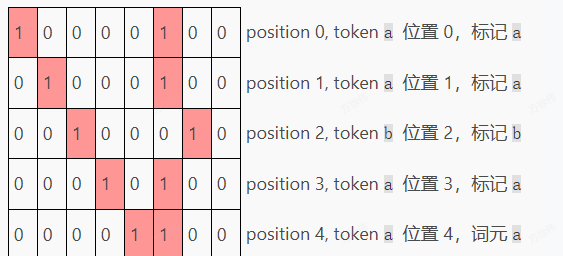 1 0 0 0 0 1 0 0 position 0, token a 位置 0，标记 a
0 1 0 0 0 1 0 0 position 1, token a 位置 1，标记 a
0 0 1 0 0 0 1 0 position 2, token b 位置 2，标记 b
0 0 0 1 0 1 0 0 position 3, token a 位置 3，标记 a
0 0 0 0 1 1 0 0 position 4, token a 位置 4，词元 a